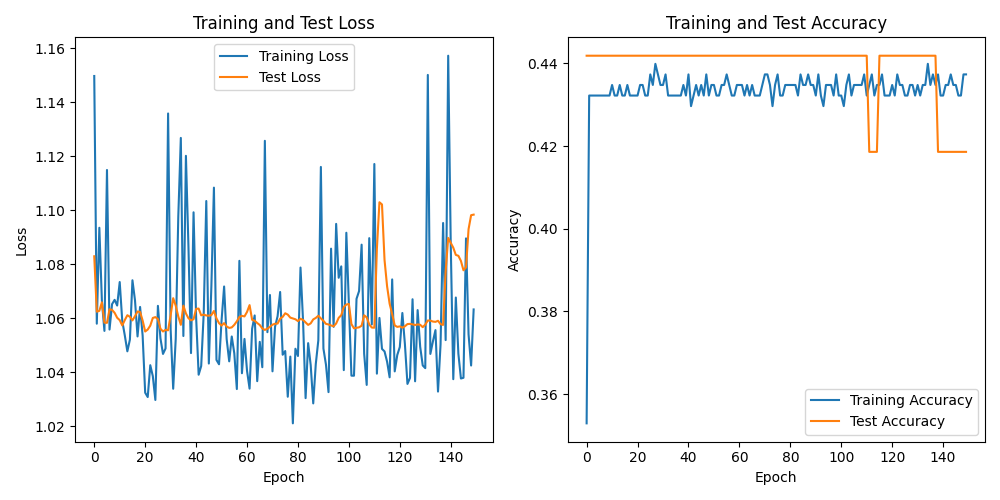 Training and Test Loss
Training Loss
Test Loss
1.16
1.14
1.12
1.10
1.08
1.06
1.04
1.02
Loss
0 20 40 60 80 100 120 140
Epoch
Training and Test Accuracy
0.44
0.42
0.40
0.38
0.36
Accuracy
Training Accuracy
Test Accuracy
0 20 40 60 80 100 120 140
Epoch